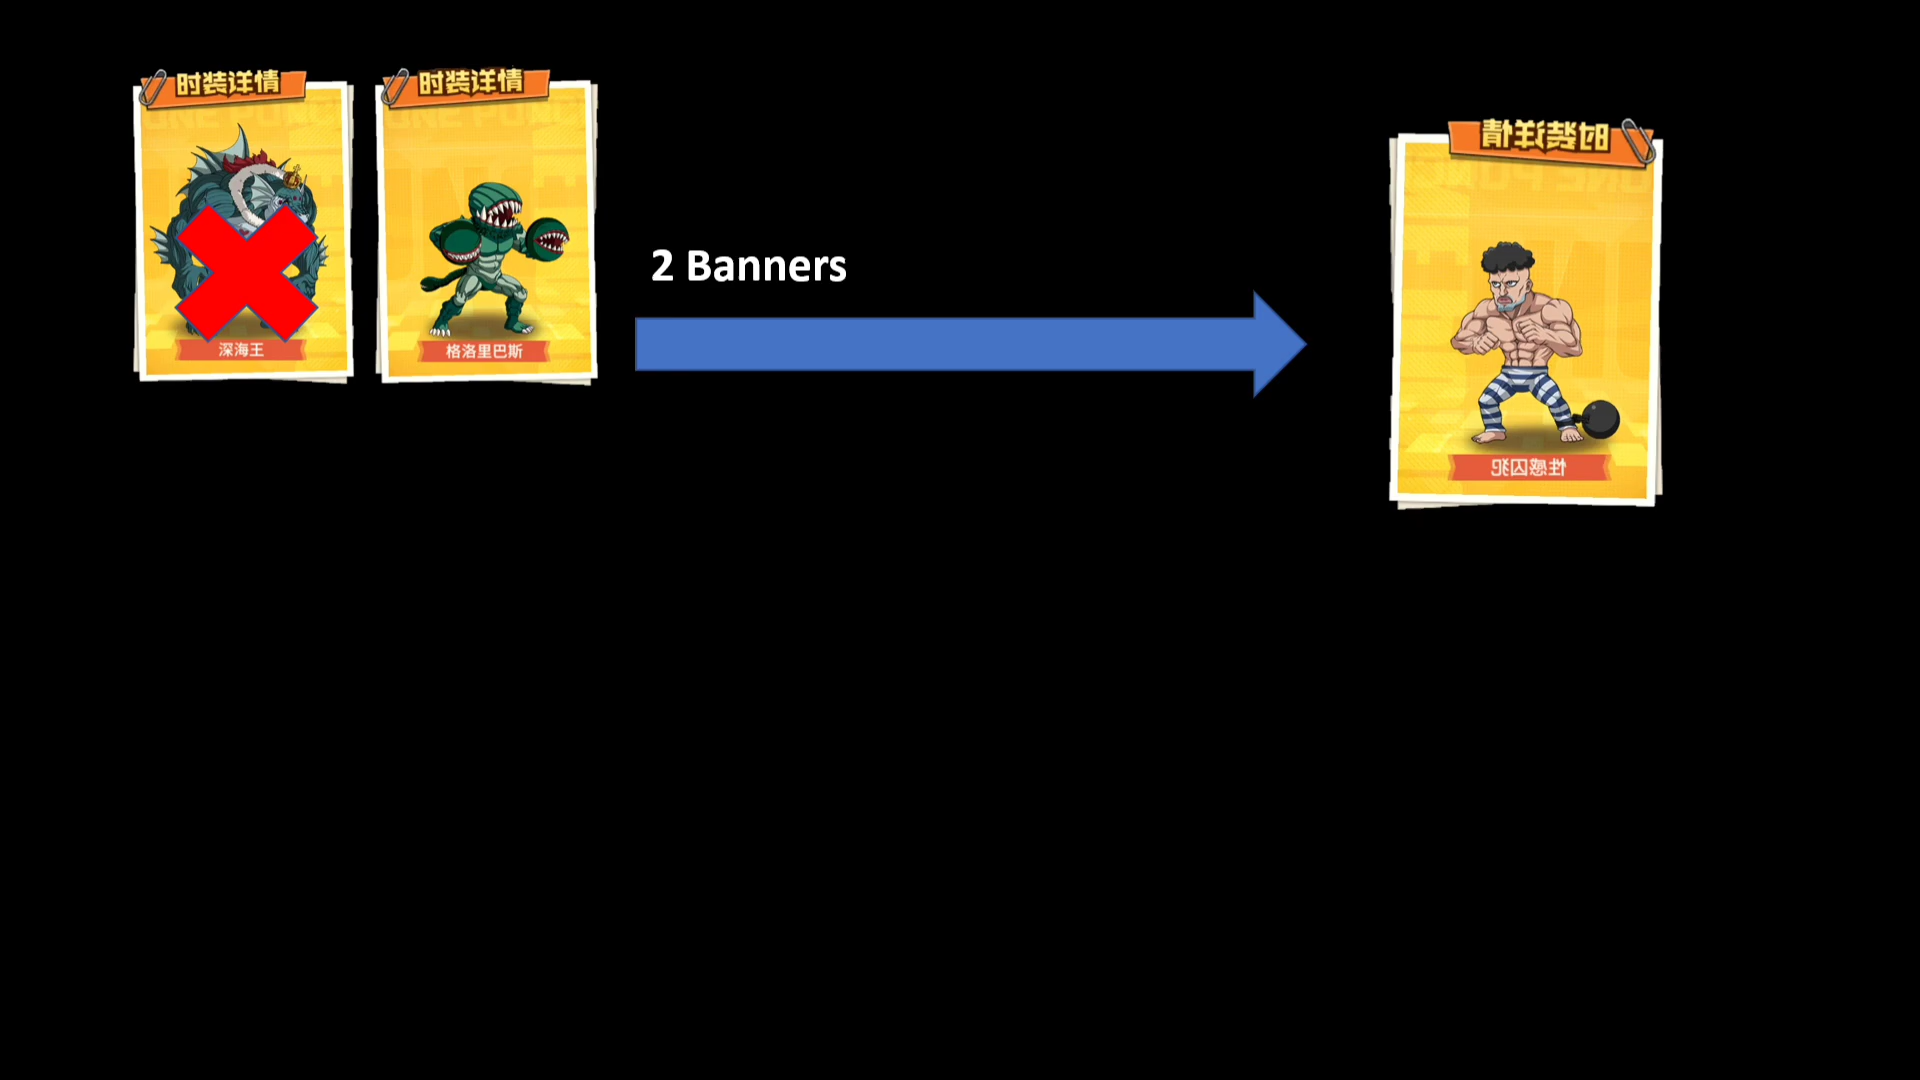 时装详情
时装详情
时装详情
2 Banners
深海王
格洛里巴斯
性感囚犯